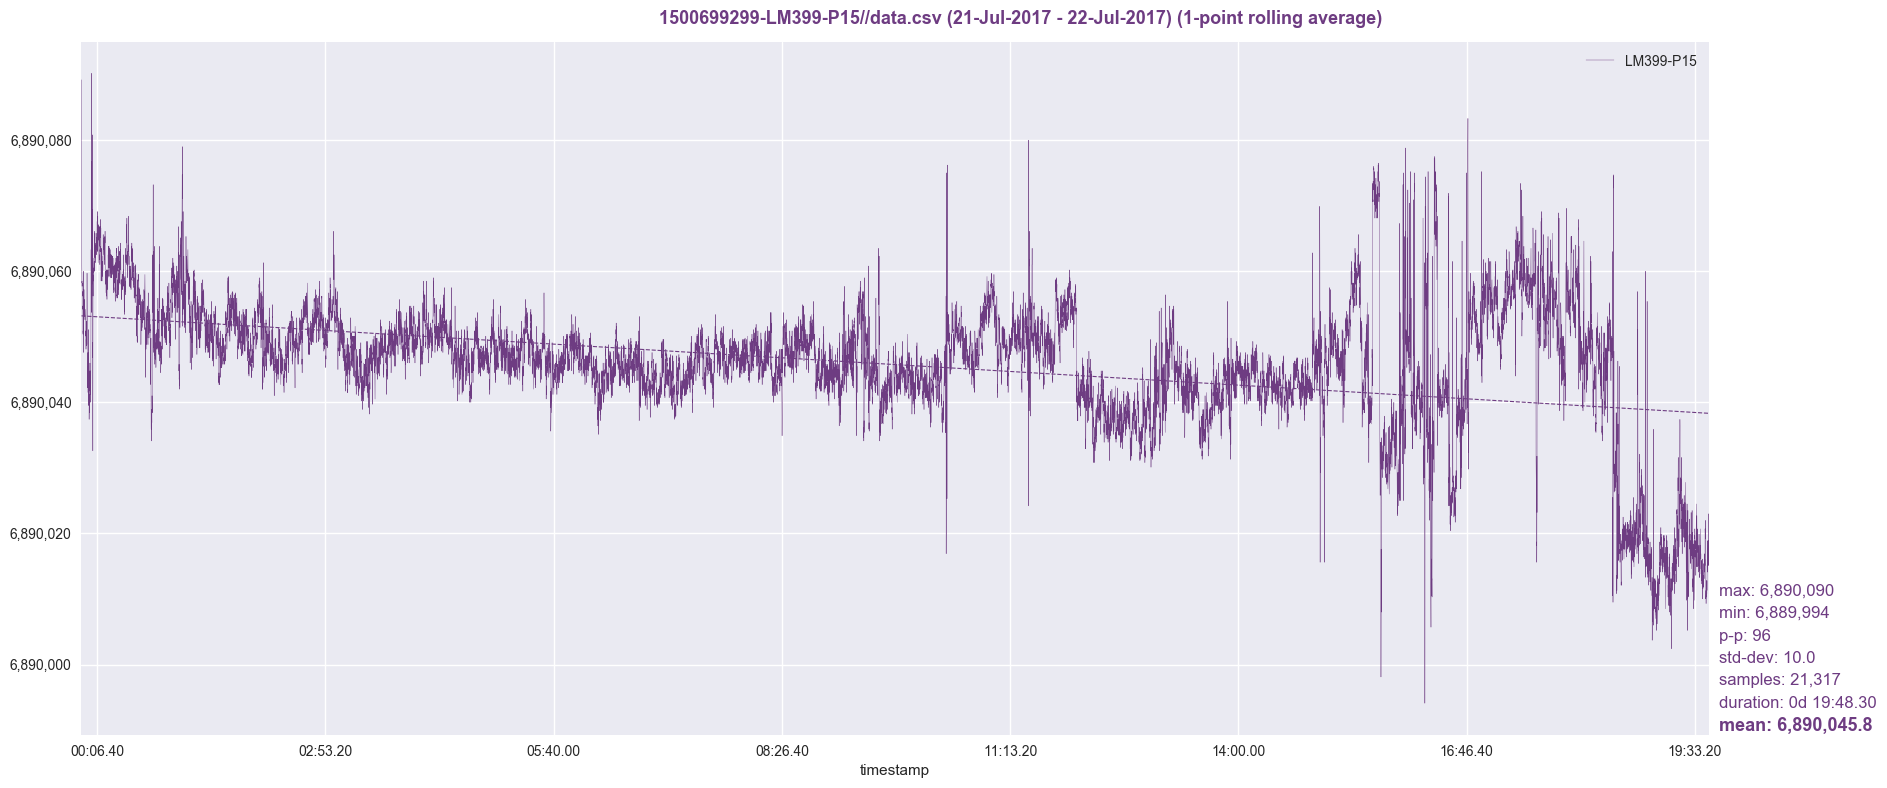 1500699299-LM399-P15//data.csv (21-Jul-2017 - 22-Jul-2017) (1-point rolling average)
LM399-P15
6,890,080
6,890,060
6,890,040
6,890,020
6,890,000
max: 6,890,090
min: 6,889,994
p-p: 96
std-dev: 10.0
samples: 21,317
duration: 0d 19:48.30
mean: 6,890,045.8
00:06.40 02:53.20 05:40.00 08:26.40 11:13.20 14:00.00 16:46.40 19:33.20
timestamp